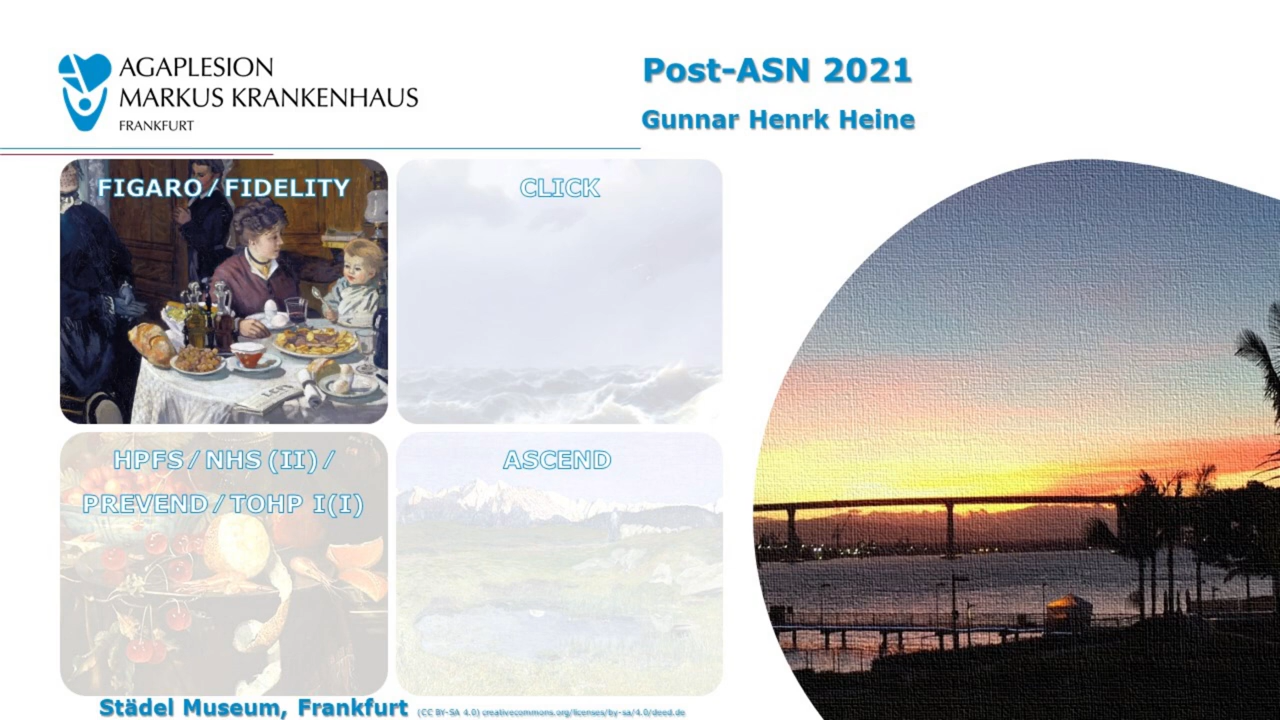 AGAPLESION
MARKUS KRANKENHAUS
FRANKFURT
Post-ASN 2021
Gunnar Henrk Heine
FIGARO / FIDELITY
CLICK
HPFS / NHS (II) /
PREVEND / TOHP I(I)
ASCEND
Städel Museum, Frankfurt (CC BY-SA 4.0) creativecommons.org/licenses/by-sa/4.0/deed.de